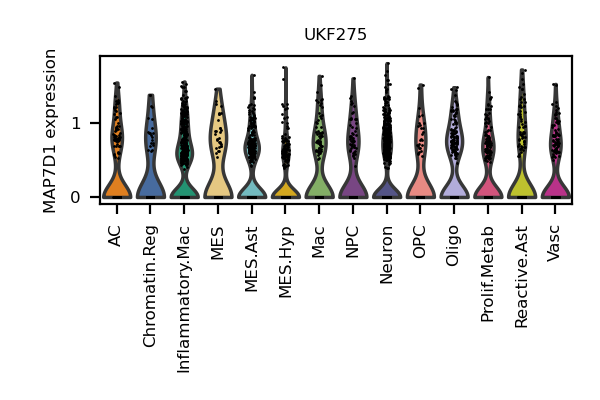 UKF275
MAP7D1 expression
1
0
AC
Chromatin.Reg
Inflammatory.Mac
MES
MES.Ast
MES.Hyp
Mac
NPC
Neuron
OPC
Oligo
Prolif.Metab
Reactive.Ast
Vasc